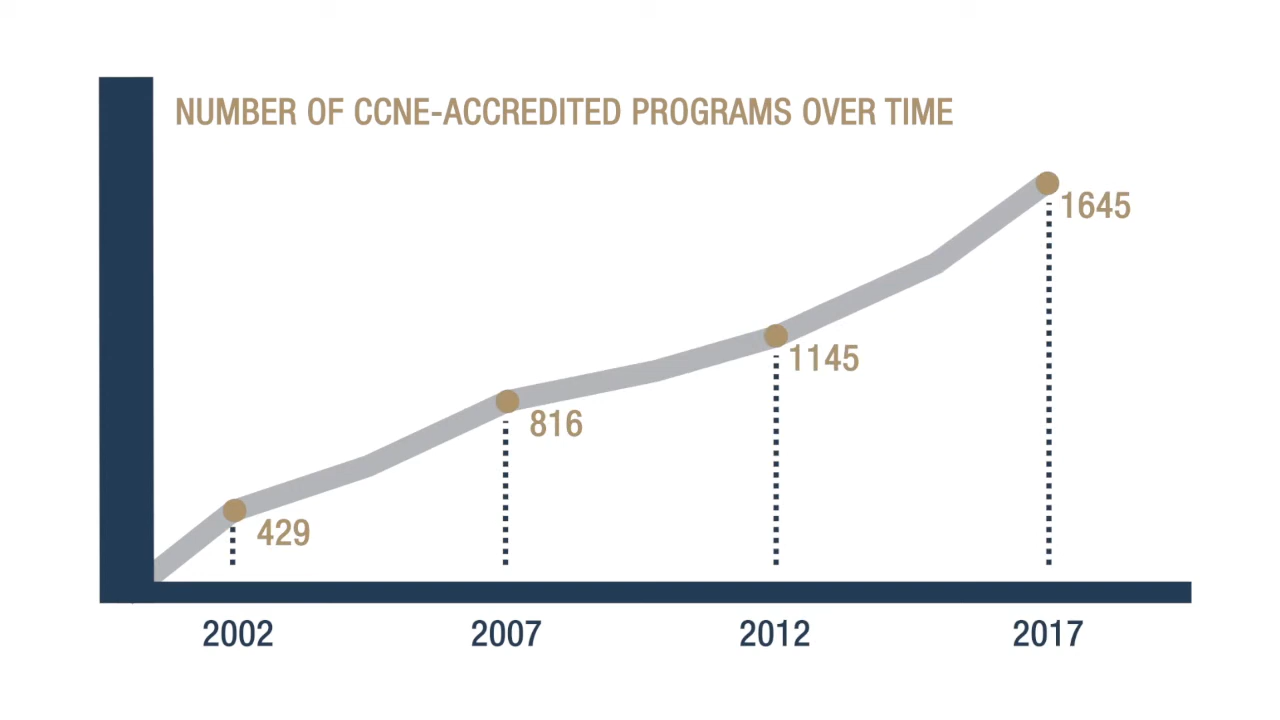 NUMBER OF CCNE-ACCREDITED PROGRAMS OVER TIME
1645
1145
816
429
2002 2007 2012 2017